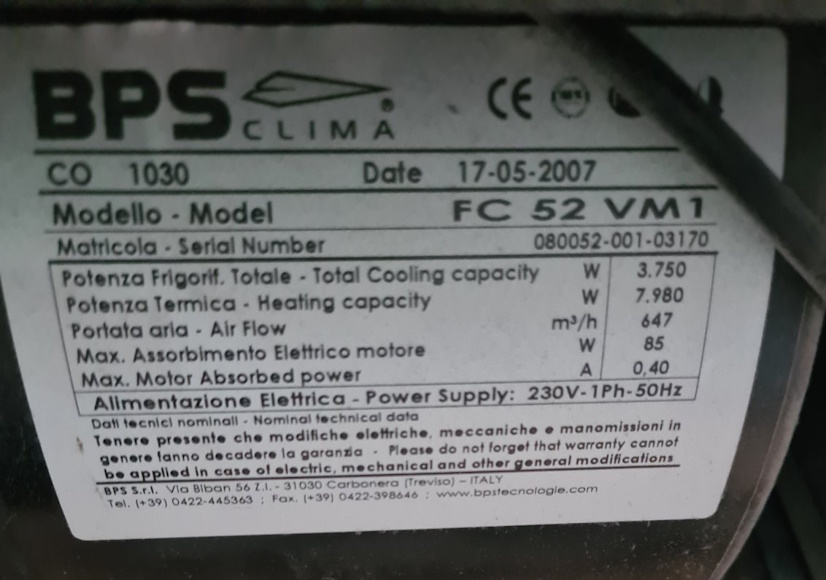 BPS CLIMA ® CE
CO 1030 Date 17-05-2007
Modello - Model FC 52 VM1
Matricola - Serial Number 080052-001-03170
Potenza Frigorif. Totale - Total Cooling capacity W 3.750
Potenza Termica - Heating capacity W 7.980
Portata aria - Air Flow m³/h 647
Max. Assorbimento Elettrico motore W 85
Max. Motor Absorbed power A 0,40
Alimentazione Elettrica - Power Supply: 230V-1Ph-50Hz
Dati tecnici nominali - Nominal technical data
Tenere presente che modifiche elettriche, meccaniche e manomissioni in
genere fanno decadere la garanzia - Please do not forget that warranty cannot
be applied in case of electric, mechanical and other general modifications
BPS S.r.l. Via Biban 56 Z.I. - 31030 Carbonera (Treviso) - ITALY
Tel. (+39) 0422-445363 ; Fax. (+39) 0422-398646 ; www.bpstecnologie.com